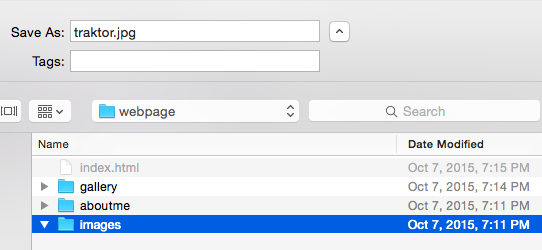 Save As: traktor.jpg
Tags:
webpage
Search
Name Date Modified
index.html Oct 7, 2015, 7:15 PM
gallery Oct 7, 2015, 7:14 PM
aboutme Oct 7, 2015, 7:11 PM
images Oct 7, 2015, 7:11 PM